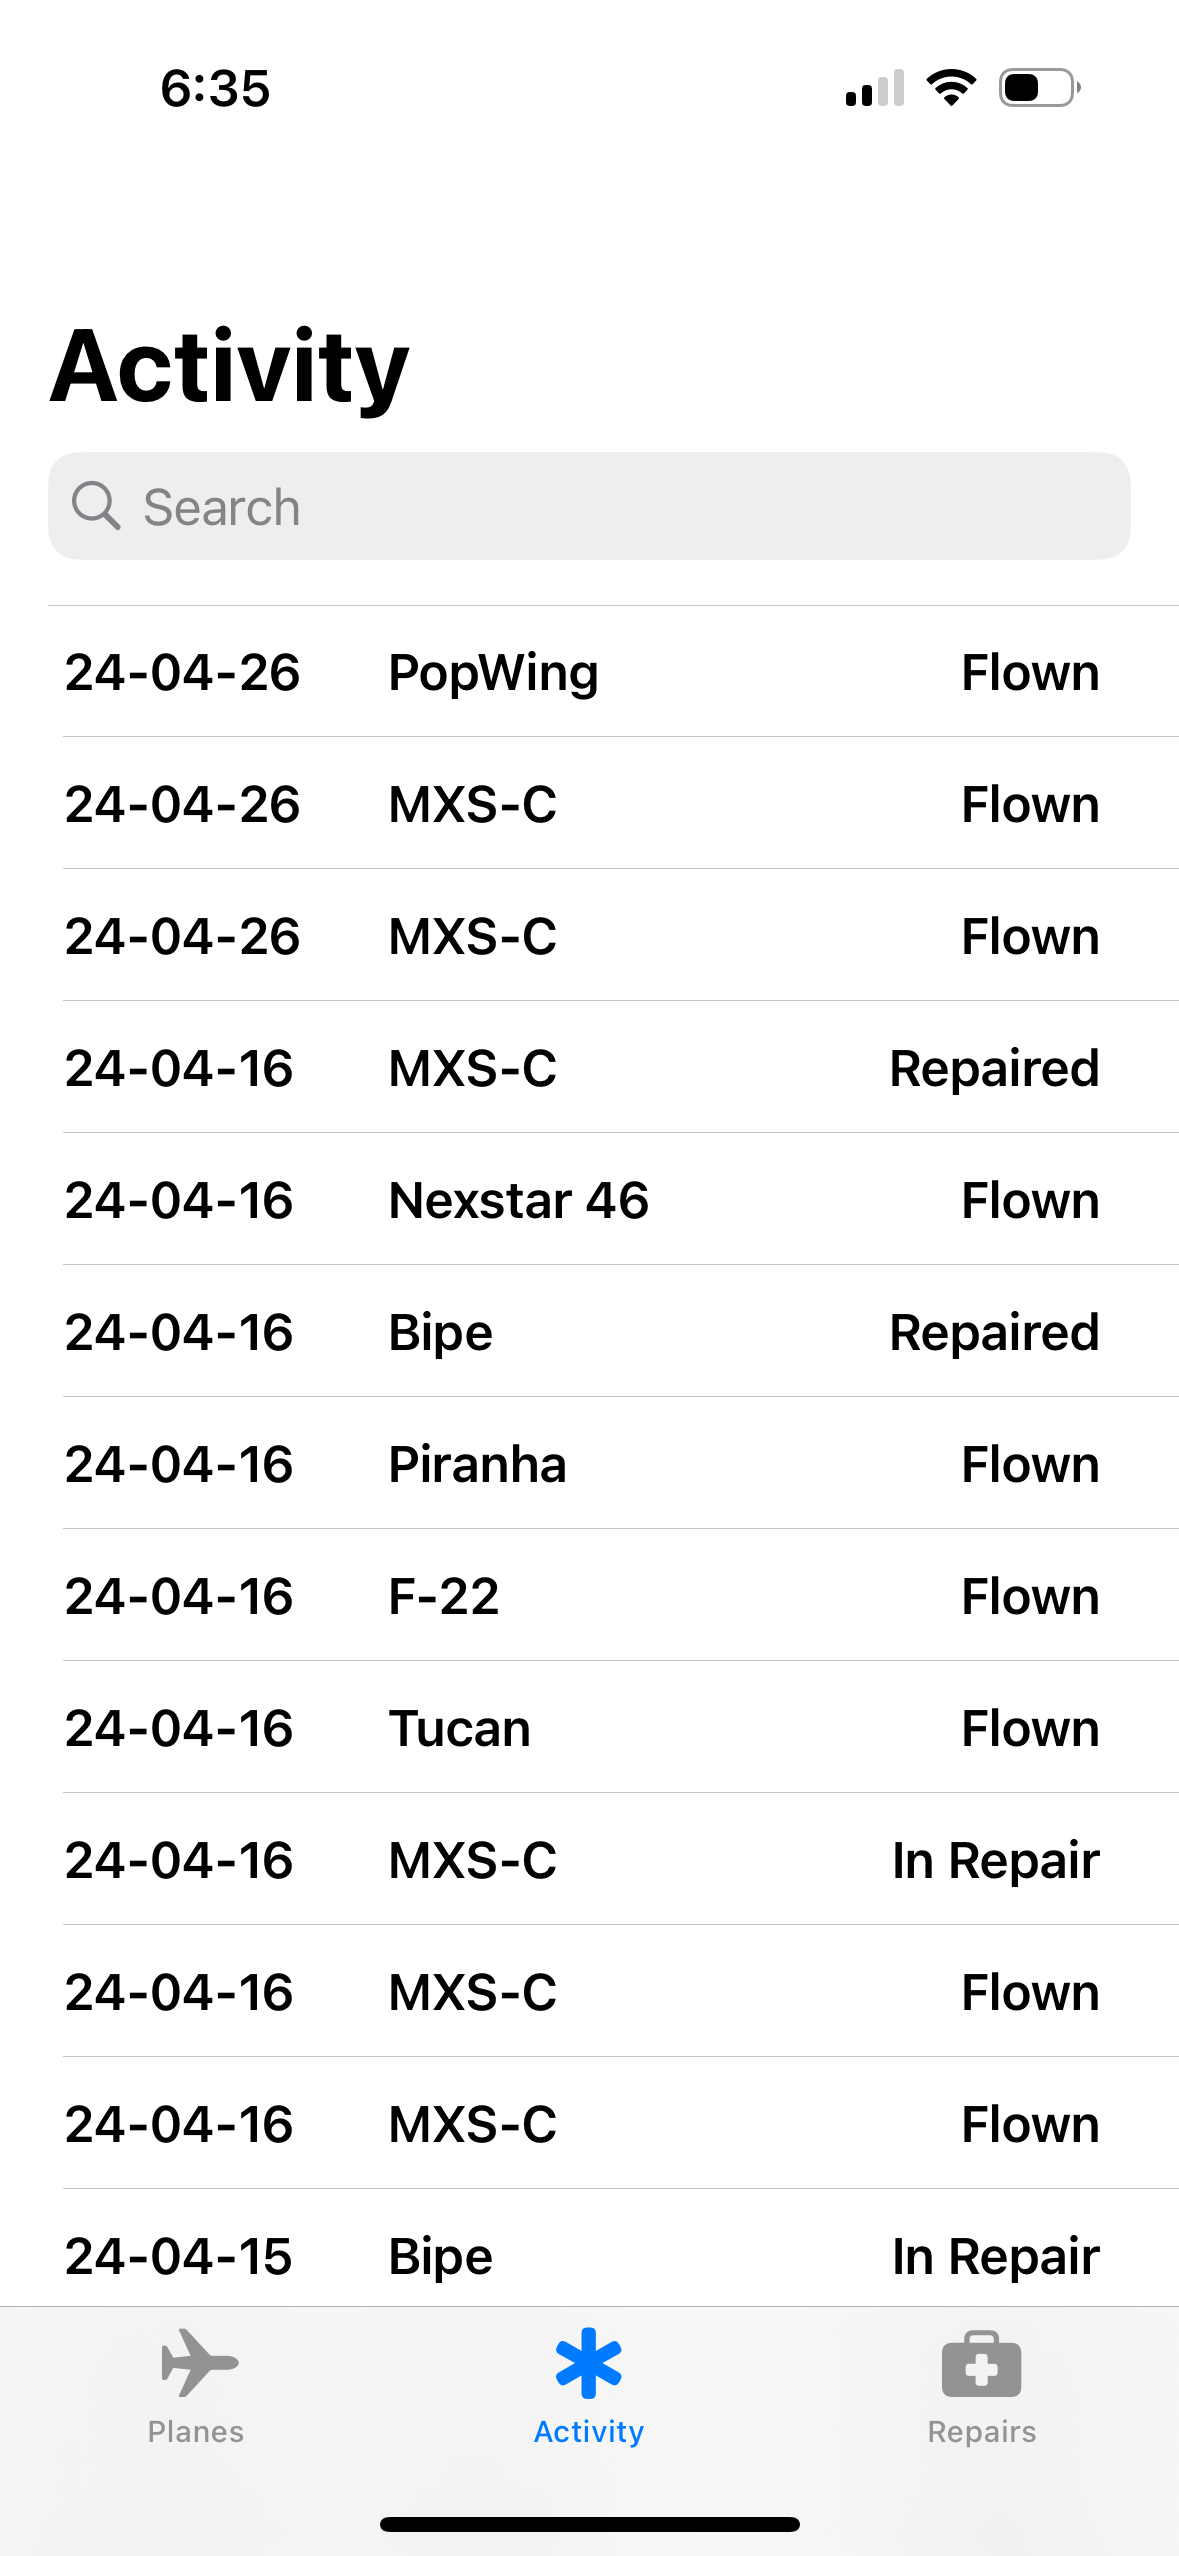 6:35
Activity
Search
24-04-26 PopWing Flown
24-04-26 MXS-C Flown
24-04-26 MXS-C Flown
24-04-16 MXS-C Repaired
24-04-16 Nexstar 46 Flown
24-04-16 Bipe Repaired
24-04-16 Piranha Flown
24-04-16 F-22 Flown
24-04-16 Tucan Flown
24-04-16 MXS-C In Repair
24-04-16 MXS-C Flown
24-04-16 MXS-C Flown
24-04-15 Bipe In Repair
Planes Activity Repairs